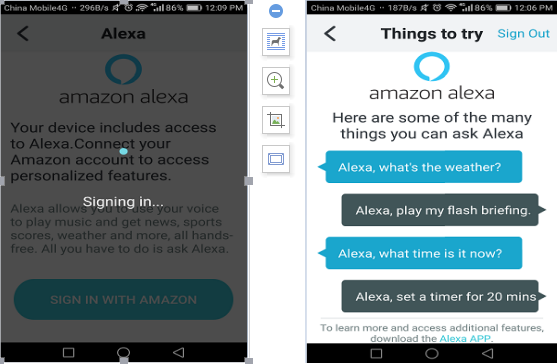 China Mobile4G ·· 296B/s 86% 12:09 PM
Alexa
amazon alexa
Your device includes access
to Alexa.Connect your
Amazon account to access
personalized features.
Signing in...
Alexa allows you to use your voice
to play music and get news, sports
scores, weather and more, all hands-
free. All you have to do is ask Alexa.
SIGN IN WITH AMAZON
China Mobile4G ·· 187B/s 4G 86% 12:06 PM
Things to try
Sign Out
amazon alexa
Here are some of the many
things you can ask Alexa
Alexa, what's the weather?
Alexa, play my flash briefing.
Alexa, what time is it now?
Alexa, set a timer for 20 mins
To learn more and access additional features,
download the Alexa APP.